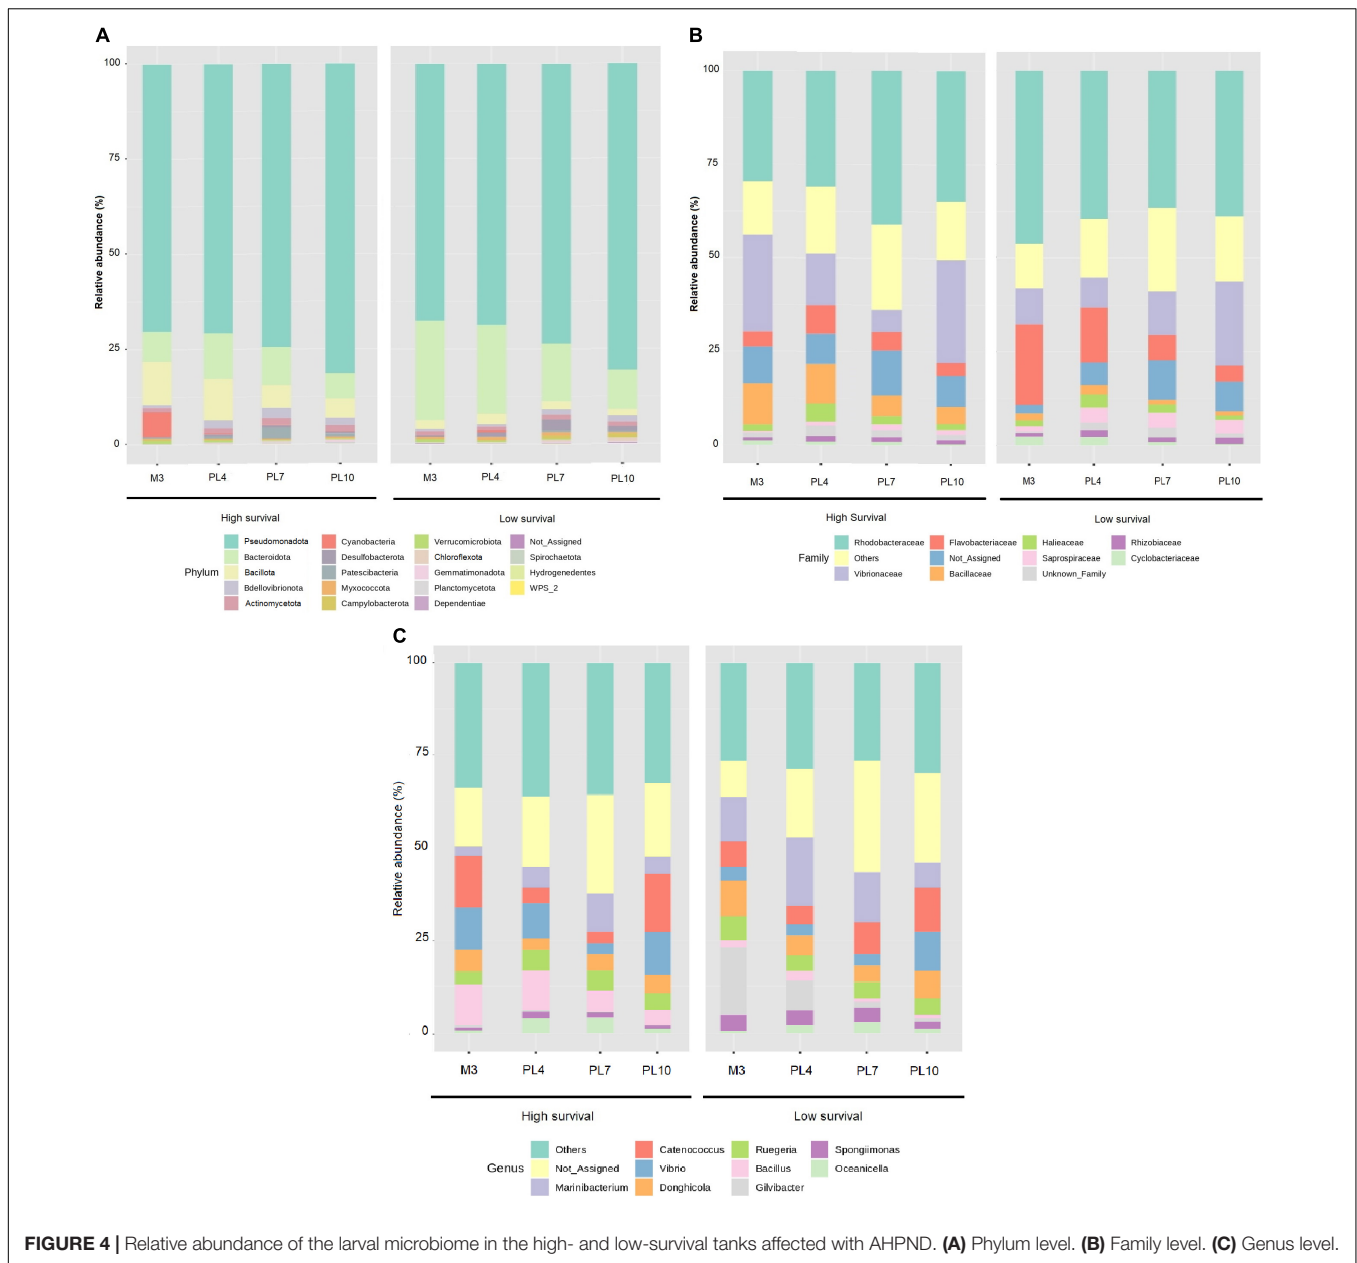 A
Relative abundance (%)
100
75
50
25
0
M3 PL4 PL7 PL10 M3 PL4 PL7 PL10
High survival Low survival
Phylum
Pseudomonadota Cyanobacteria Verrucomicrobiota Not_Assigned
Bacteroidota Desulfobacterota Chloroflexota Spirochaetota
Bacillota Patescibacteria Gemmatimonadota Hydrogenedentes
Bdellovibrionota Myxococcota Planctomycetota WPS_2
Actinomycetota Campylobacterota Dependentiae
B
Relative abundance (%)
100
75
50
25
0
M3 PL4 PL7 PL10 M3 PL4 PL7 PL10
High Survival Low survival
Family
Rhodobacteraceae Flavobacteriaceae Halieaceae Rhizobiaceae
Others Not_Assigned Saprospiraceae Cyclobacteriaceae
Vibrionaceae Bacillaceae Unknown_Family
C
Relative abundance (%)
100
75
50
25
0
M3 PL4 PL7 PL10 M3 PL4 PL7 PL10
High survival Low survival
Genus
Others Catenococcus Ruegeria Spongiimonas
Not_Assigned Vibrio Bacillus Oceanicella
Marinibacterium Donghicola Gilvibacter
FIGURE 4 | Relative abundance of the larval microbiome in the high- and low-survival tanks affected with AHPND. (A) Phylum level. (B) Family level. (C) Genus level.